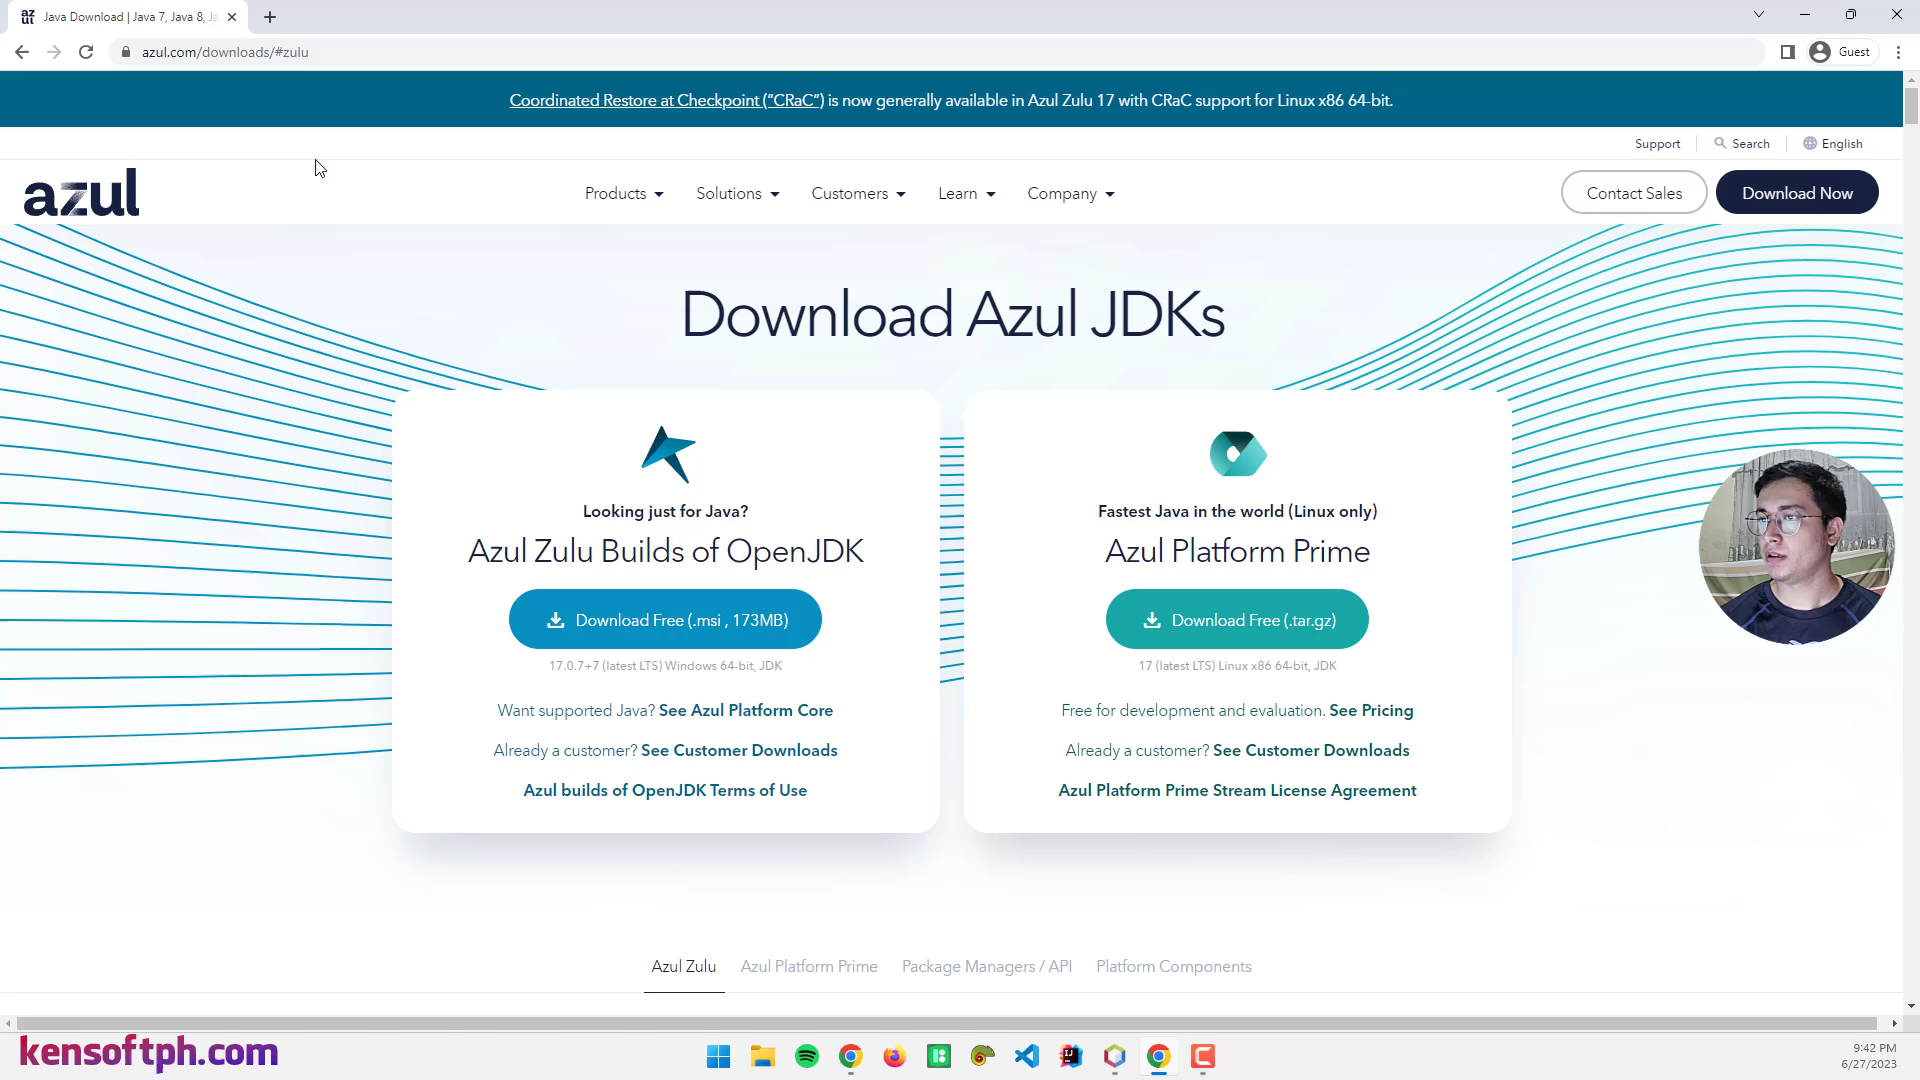 Java Download | Java 7, Java 8, Ja
azul.com/downloads/#zulu
Guest
Coordinated Restore at Checkpoint ("CRaC") is now generally available in Azul Zulu 17 with CRaC support for Linux x86 64-bit.
Support
Search
English
azul
Products
Solutions
Customers
Learn
Company
Contact Sales
Download Now
Download Azul JDKs
Looking just for Java?
Azul Zulu Builds of OpenJDK
Download Free (.msi , 173MB)
17.0.7+7 (latest LTS) Windows 64-bit, JDK
Want supported Java? See Azul Platform Core
Already a customer? See Customer Downloads
Azul builds of OpenJDK Terms of Use
Fastest Java in the world (Linux only)
Azul Platform Prime
Download Free (.tar.gz)
17 (latest LTS) Linux x86 64-bit, JDK
Free for development and evaluation. See Pricing
Already a customer? See Customer Downloads
Azul Platform Prime Stream License Agreement
Azul Zulu
Azul Platform Prime
Package Managers / API
Platform Components
kensoftph.com
9:42 PM
6/27/2023